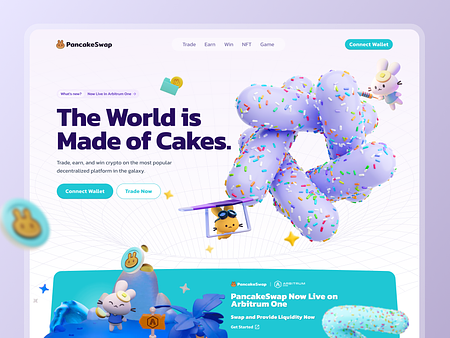 PancakeSwap
Trade Earn Win NFT Game
Connect Wallet
What's new? Now Live in Arbitrum One
The World is
Made of Cakes.
Trade, earn, and win crypto on the most popular
decentralized platform in the galaxy.
Connect Wallet Trade Now
PancakeSwap ARBITRUM
PancakeSwap Now Live on
Arbitrum One
Swap and Provide Liquidity Now
Get Started